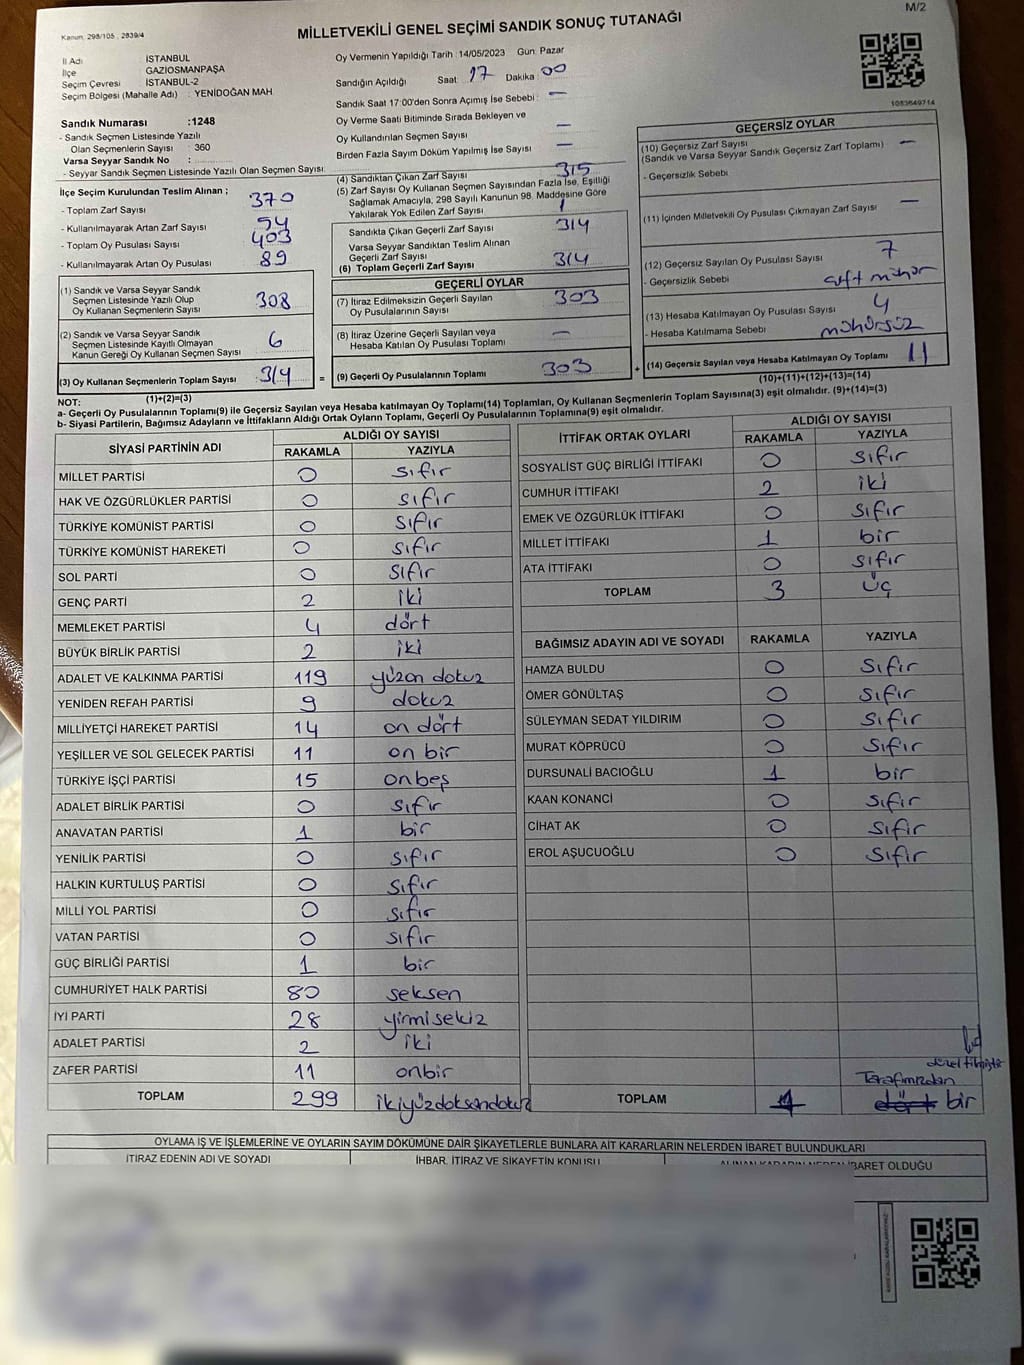 M/2
Kanun: 298/105 , 2839/4
MİLLETVEKİLİ GENEL SEÇİMİ SANDIK SONUÇ TUTANAĞI
İl Adı : İSTANBUL
İlçe : GAZİOSMANPAŞA
Seçim Çevresi : İSTANBUL-2
Seçim Bölgesi (Mahalle Adı) : YENİDOĞAN MAH.
Oy Vermenin Yapıldığı Tarih : 14/05/2023 Gün: Pazar
Sandığın Açıldığı Saat: 17 Dakika 00
Sandık Saat 17:00'den Sonra Açımış İse Sebebi : —
Oy Verme Saati Bitiminde Sırada Bekleyen ve
Oy Kullandırılan Seçmen Sayısı —
Birden Fazla Sayım Döküm Yapılmış İse Sayısı —
1083649714
Sandık Numarası :1248
- Sandık Seçmen Listesinde Yazılı
Olan Seçmenlerin Sayısı : 360
Varsa Seyyar Sandık No :
- Seyyar Sandık Seçmen Listesinde Yazılı Olan Seçmen Sayısı:
İlçe Seçim Kurulundan Teslim Alınan ;
- Toplam Zarf Sayısı 370
- Kullanılmayarak Artan Zarf Sayısı 54
- Toplam Oy Pusulası Sayısı 403
- Kullanılmayarak Artan Oy Pusulası 89
(1) Sandık ve Varsa Seyyar Sandık
Seçmen Listesinde Yazılı Olup
Oy Kullanan Seçmenlerin Sayısı 308
(2) Sandık ve Varsa Seyyar Sandık
Seçmen Listesinde Kayıtlı Olmayan
Kanun Gereği Oy Kullanan Seçmen Sayısı 6
(3) Oy Kullanan Seçmenlerin Toplam Sayısı 314 =
(1)+(2)=(3)
(4) Sandıktan Çıkan Zarf Sayısı 315
(5) Zarf Sayısı Oy Kullanan Seçmen Sayısından Fazla İse, Eşitliği
Sağlamak Amacıyla, 298 Sayılı Kanunun 98. Maddesine Göre
Yakılarak Yok Edilen Zarf Sayısı 1
Sandıkta Çıkan Geçerli Zarf Sayısı 314
Varsa Seyyar Sandıktan Teslim Alınan
Geçerli Zarf Sayısı
(6) Toplam Geçerli Zarf Sayısı 314
GEÇERLİ OYLAR
(7) İtiraz Edilmeksizin Geçerli Sayılan
Oy Pusulalarının Sayısı 303
(8) İtiraz Üzerine Geçerli Sayılan veya
Hesaba Katılan Oy Pusulası Toplamı —
(9) Geçerli Oy Pusulalarının Toplamı 303 +
GEÇERSİZ OYLAR
(10) Geçersiz Zarf Sayısı
(Sandık ve Varsa Seyyar Sandık Geçersiz Zarf Toplamı) —
- Geçersizlik Sebebi
(11) İçinden Milletvekili Oy Pusulası Çıkmayan Zarf Sayısı —
(12) Geçersiz Sayılan Oy Pusulası Sayısı 7
- Geçersizlik Sebebi çift mühür
(13) Hesaba Katılmayan Oy Pusulası Sayısı 4
- Hesaba Katılmama Sebebi mühürsüz
(14) Geçersiz Sayılan veya Hesaba Katılmayan Oy Toplamı 11
(10)+(11)+(12)+(13)=(14)
NOT:
a- Geçerli Oy Pusulalarının Toplamı(9) ile Geçersiz Sayılan veya Hesaba Katılmayan Oy Toplamı(14) Toplamları, Oy Kullanan Seçmenlerin Toplam Sayısına(3) eşit olmalıdır. (9)+(14)=(3)
b- Siyasi Partilerin, Bağımsız Adayların ve İttifakların Aldığı Ortak Oyların Toplamı, Geçerli Oy Pusulalarının Toplamına(9) eşit olmalıdır.
SİYASİ PARTİNİN ADI ALDIĞI OY SAYISI
RAKAMLA YAZIYLA
MİLLET PARTİSİ 0 sıfır
HAK VE ÖZGÜRLÜKLER PARTİSİ 0 sıfır
TÜRKİYE KOMÜNİST PARTİSİ 0 sıfır
TÜRKİYE KOMÜNİST HAREKETİ 0 sıfır
SOL PARTİ 0 sıfır
GENÇ PARTİ 2 iki
MEMLEKET PARTİSİ 4 dört
BÜYÜK BİRLİK PARTİSİ 2 iki
ADALET VE KALKINMA PARTİSİ 119 yüzon dokuz
YENİDEN REFAH PARTİSİ 9 dokuz
MİLLİYETÇİ HAREKET PARTİSİ 14 on dört
YEŞİLLER VE SOL GELECEK PARTİSİ 11 on bir
TÜRKİYE İŞÇİ PARTİSİ 15 onbeş
ADALET BİRLİK PARTİSİ 0 sıfır
ANAVATAN PARTİSİ 1 bir
YENİLİK PARTİSİ 0 sıfır
HALKIN KURTULUŞ PARTİSİ 0 sıfır
MİLLİ YOL PARTİSİ 0 sıfır
VATAN PARTİSİ 0 sıfır
GÜÇ BİRLİĞİ PARTİSİ 1 bir
CUMHURİYET HALK PARTİSİ 80 seksen
İYİ PARTİ 28 yirmisekiz
ADALET PARTİSİ 2 iki
ZAFER PARTİSİ 11 onbir
TOPLAM 299 ikiyüzdoksandokuz
İTTİFAK ORTAK OYLARI ALDIĞI OY SAYISI
RAKAMLA YAZIYLA
SOSYALİST GÜÇ BİRLİĞİ İTTİFAKI 0 sıfır
CUMHUR İTTİFAKI 2 iki
EMEK VE ÖZGÜRLÜK İTTİFAKI 0 sıfır
MİLLET İTTİFAKI 1 bir
ATA İTTİFAKI 0 sıfır
TOPLAM 3 üç
BAĞIMSIZ ADAYIN ADI VE SOYADI RAKAMLA YAZIYLA
HAMZA BULDU 0 sıfır
ÖMER GÖNÜLTAŞ 0 sıfır
SÜLEYMAN SEDAT YILDIRIM 0 sıfır
MURAT KÖPRÜCÜ 0 sıfır
DURSUNALİ BACIOĞLU 1 bir
KAAN KONANCİ 0 sıfır
CİHAT AK 0 sıfır
EROL AŞUCUOĞLU 0 sıfır
Tarafımızdan düzeltilmiştir
TOPLAM 1 dört bir
OYLAMA İŞ VE İŞLEMLERİNE VE OYLARIN SAYIM DÖKÜMÜNE DAİR ŞİKAYETLERLE BUNLARA AİT KARARLARIN NELERDEN İBARET BULUNDUKLARI
İTİRAZ EDENİN ADI VE SOYADI İHBAR, İTİRAZ VE ŞİKAYETİN KONUSU ALINAN KARARIN NEDEN İBARET OLDUĞU